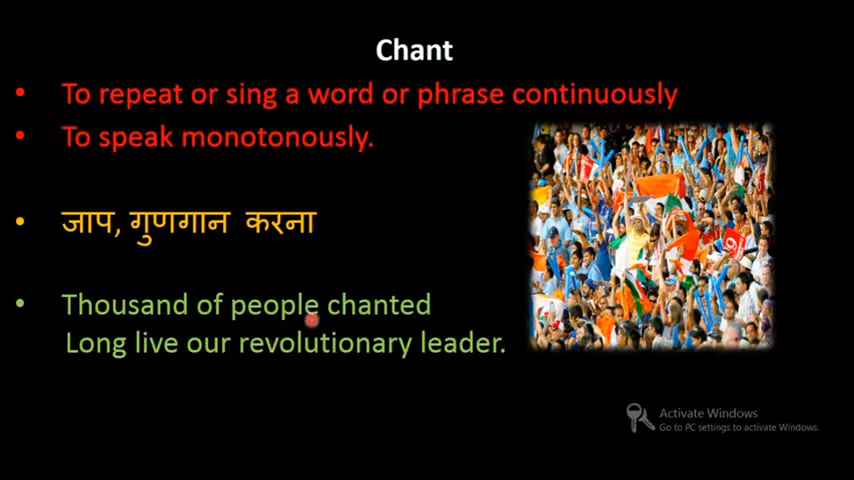 Chant
• To repeat or sing a word or phrase continuously
• To speak monotonously.
• जाप, गुणगान करना
• Thousand of people chanted
Long live our revolutionary leader.
Activate Windows
Go to PC settings to activate Windows.